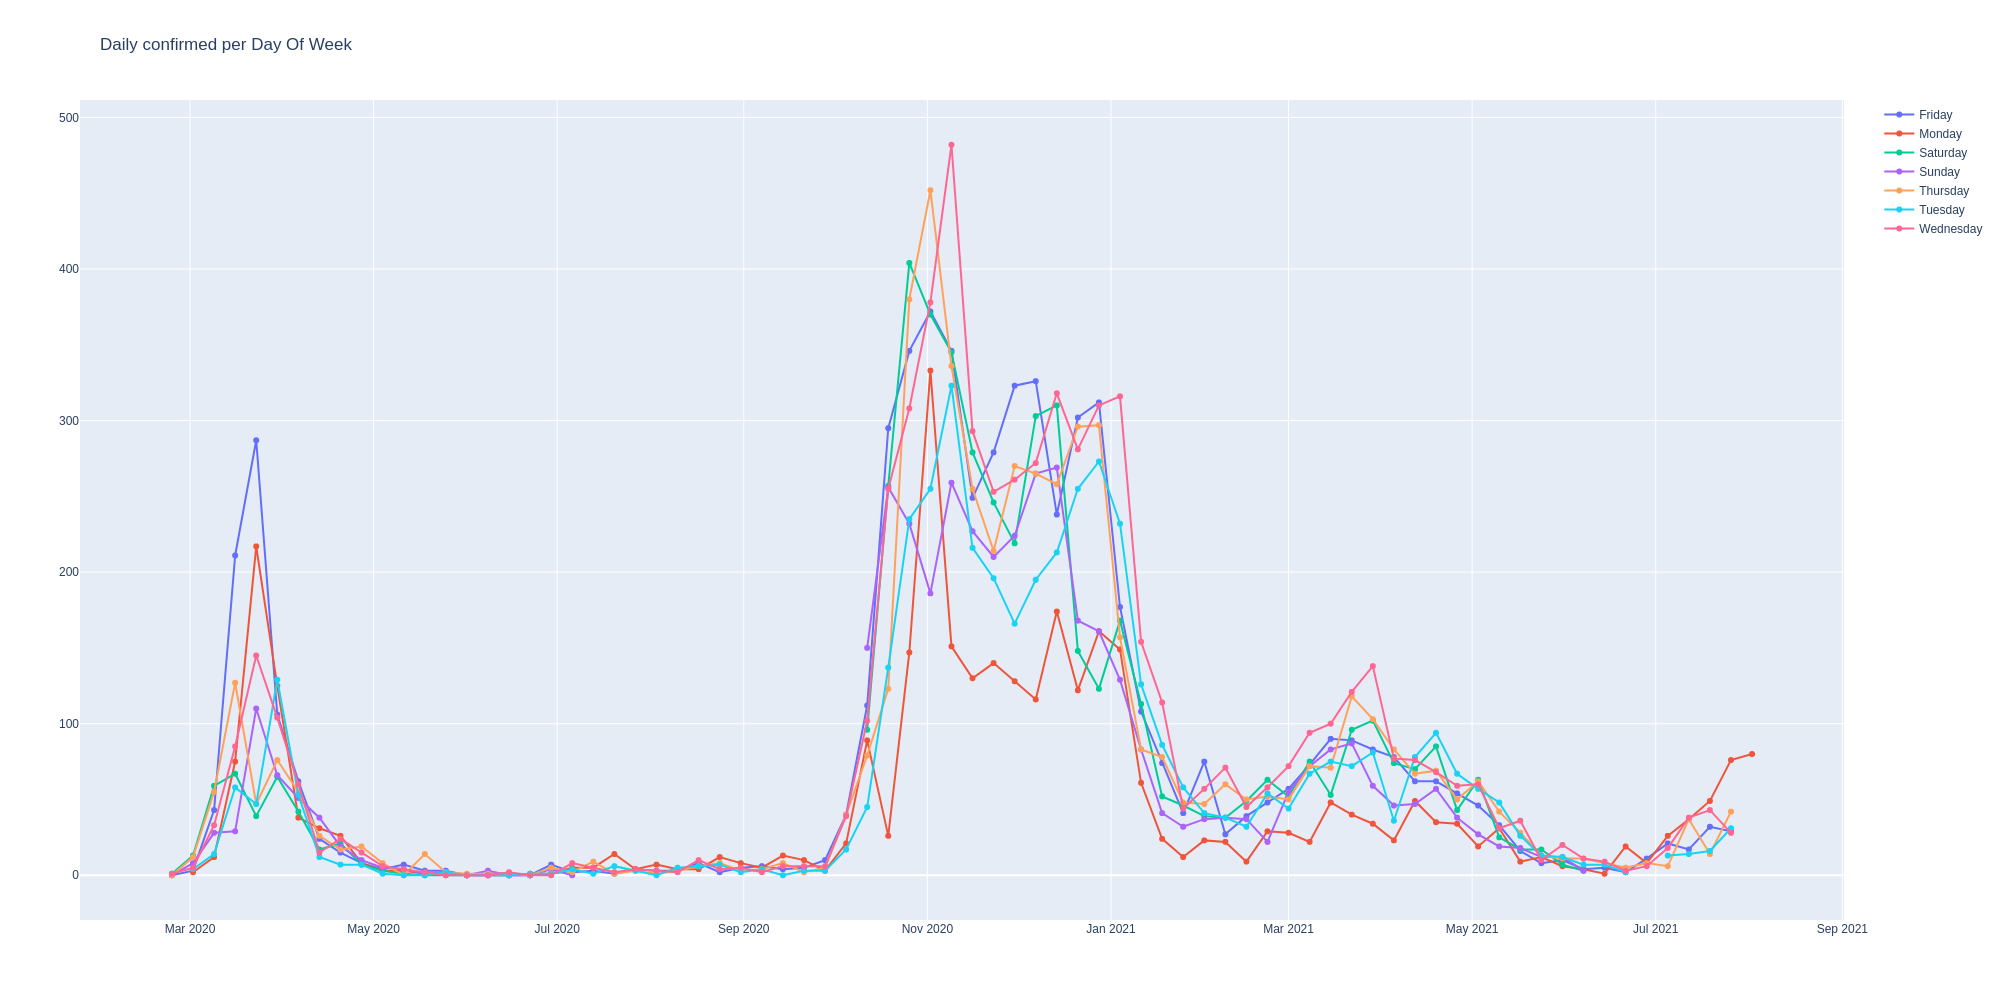 Daily confirmed per Day Of Week
500
400
300
200
100
0
Mar 2020
May 2020
Jul 2020
Sep 2020
Nov 2020
Jan 2021
Mar 2021
May 2021
Jul 2021
Sep 2021
Friday
Monday
Saturday
Sunday
Thursday
Tuesday
Wednesday